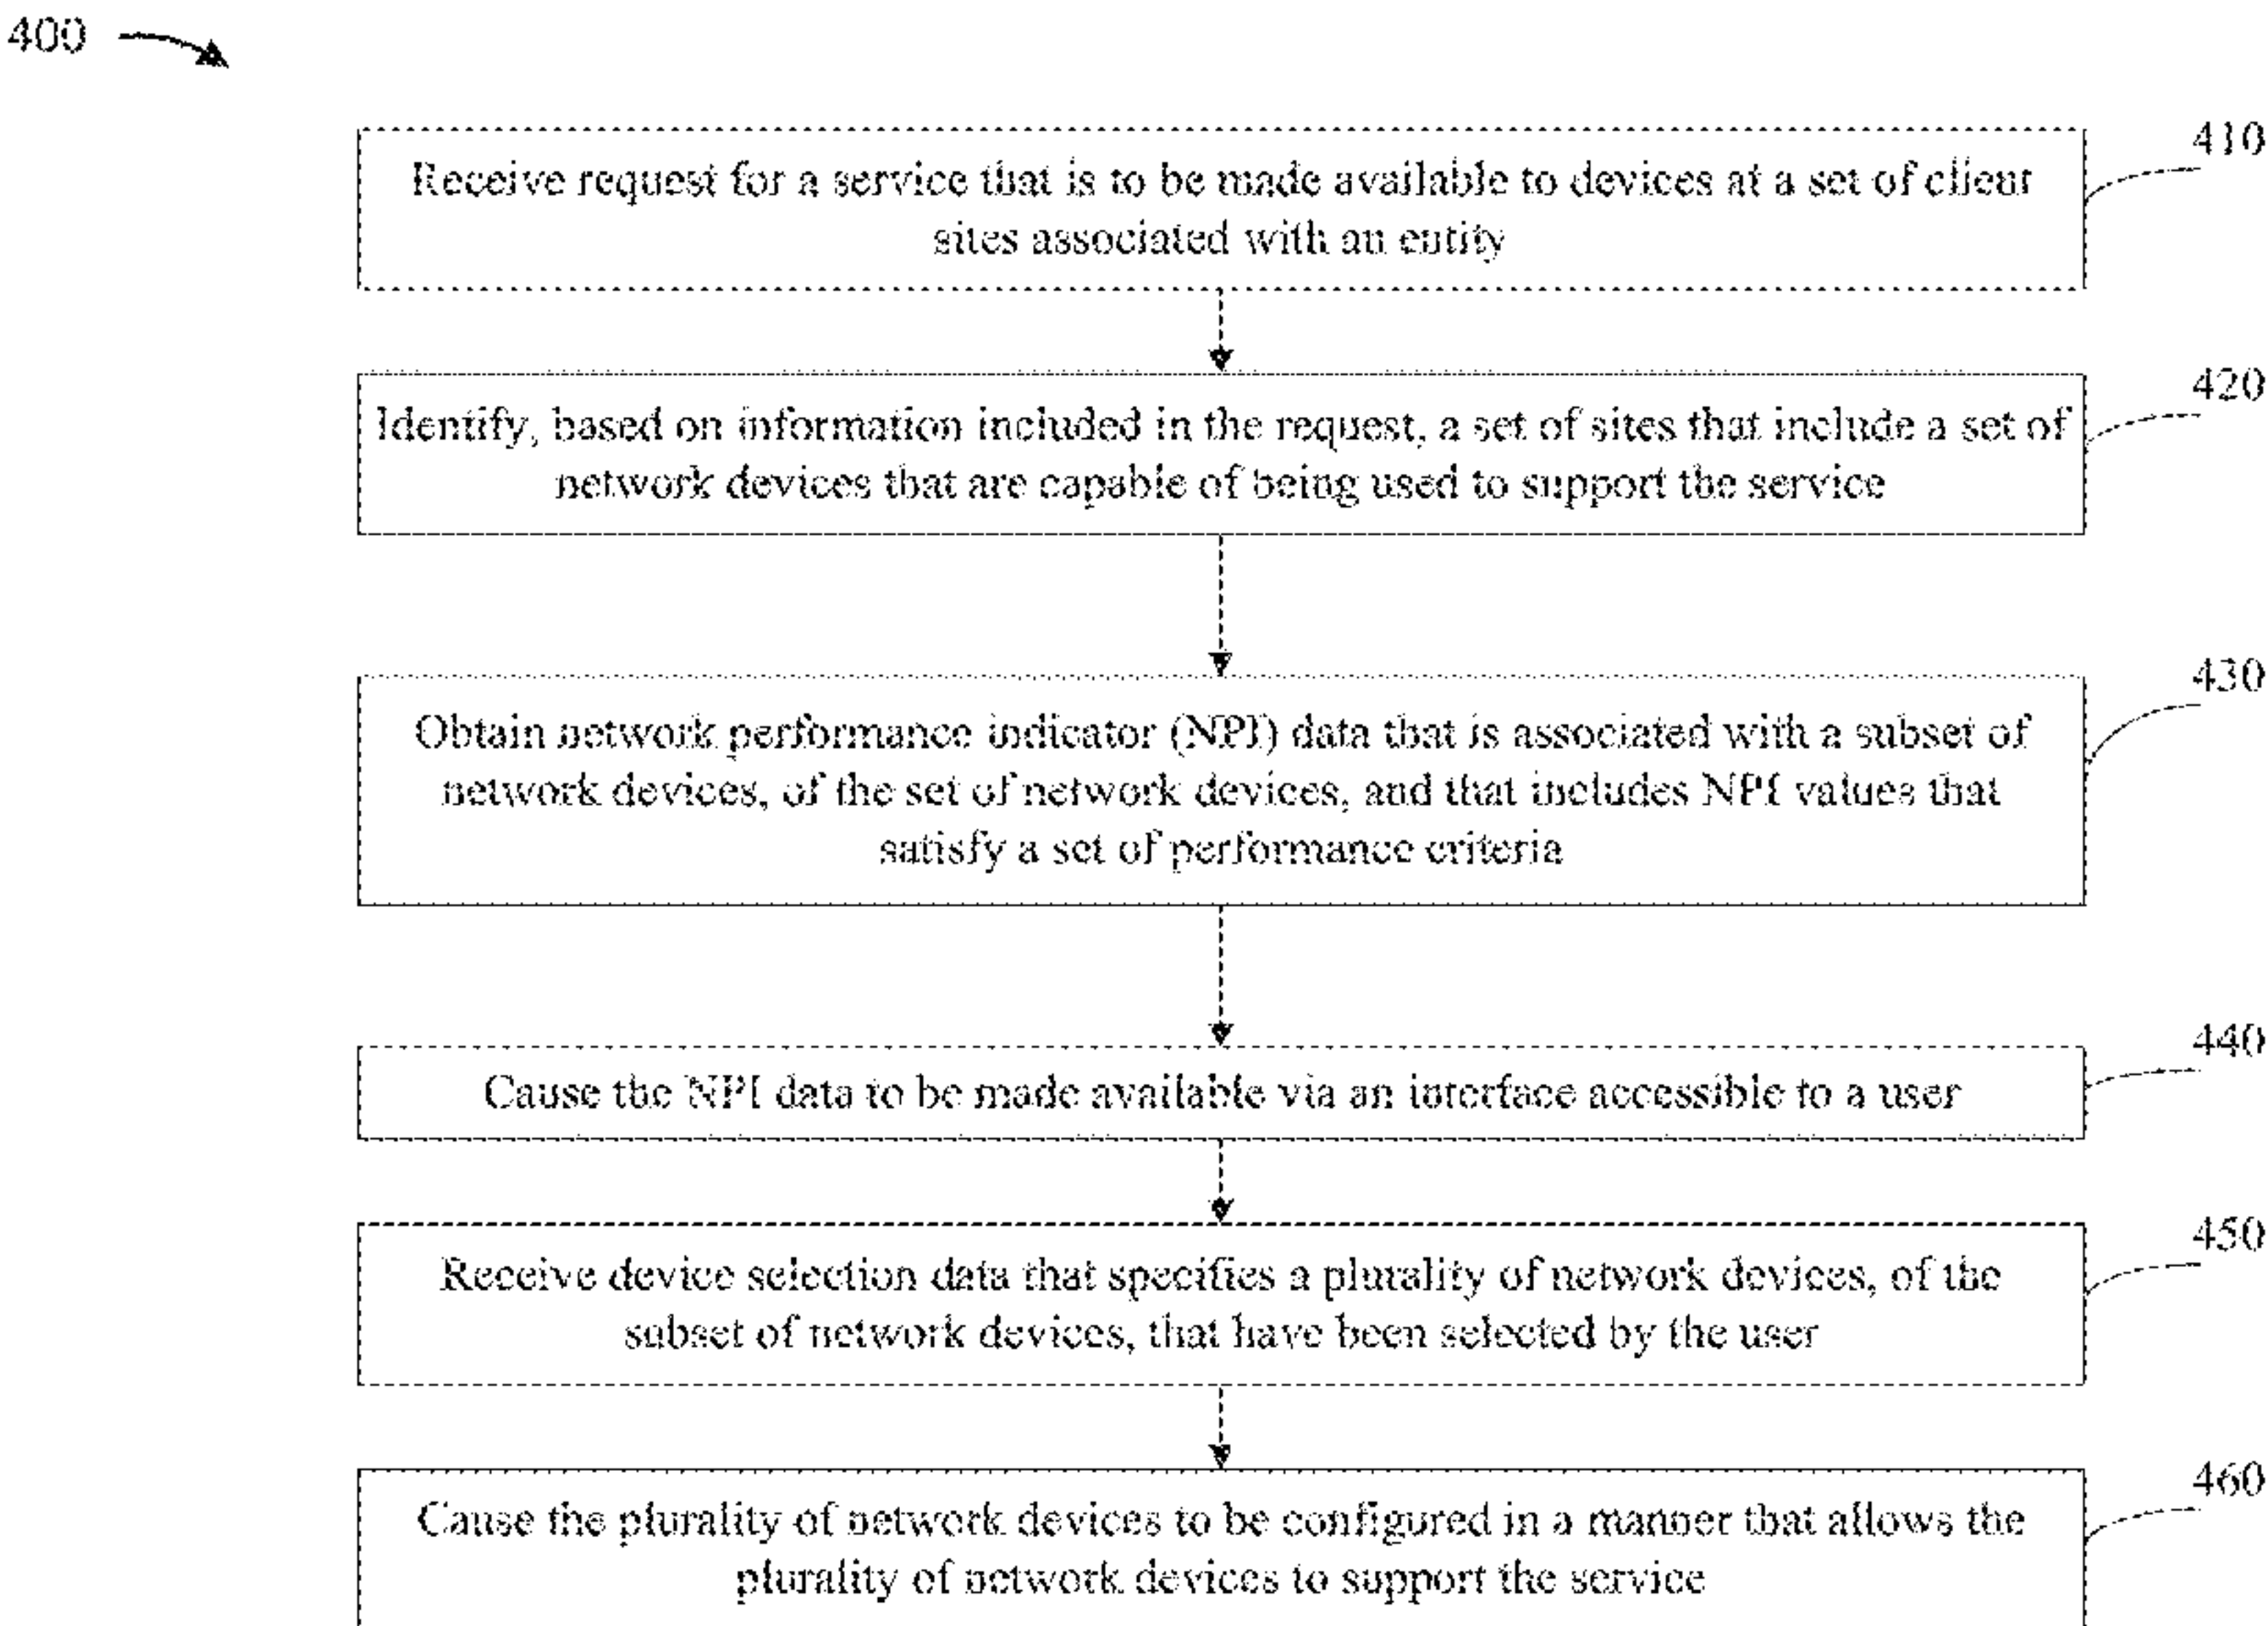 400
410
Receive request for a service that is to be made available to devices at a set of client
sites associated with an entity
420
Identify, based on information included in the request, a set of sites that include a set of
network devices that are capable of being used to support the service
430
Obtain network performance indicator (NPI) data that is associated with a subset of
network devices, of the set of network devices, and that includes NPI values that
satisfy a set of performance criteria
440
Cause the NPI data to be made available via an interface accessible to a user
450
Receive device selection data that specifies a plurality of network devices, of the
subset of network devices, that have been selected by the user
460
Cause the plurality of network devices to be configured in a manner that allows the
plurality of network devices to support the service